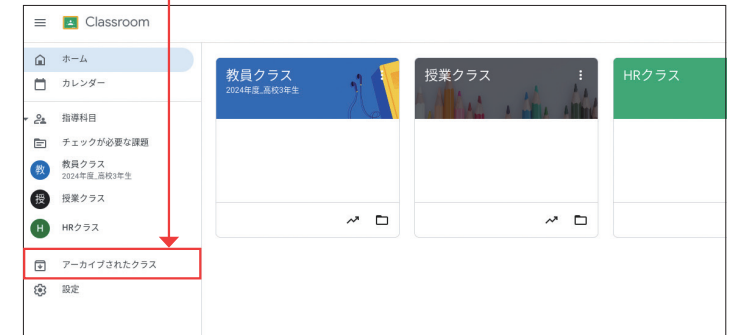 Classroom
ホーム
カレンダー
指導科目
チェックが必要な課題
教 教員クラス
2024年度_高校3年生
授 授業クラス
H HRクラス
アーカイブされたクラス
設定
教員クラス
2024年度_高校3年生
授業クラス
HRクラス